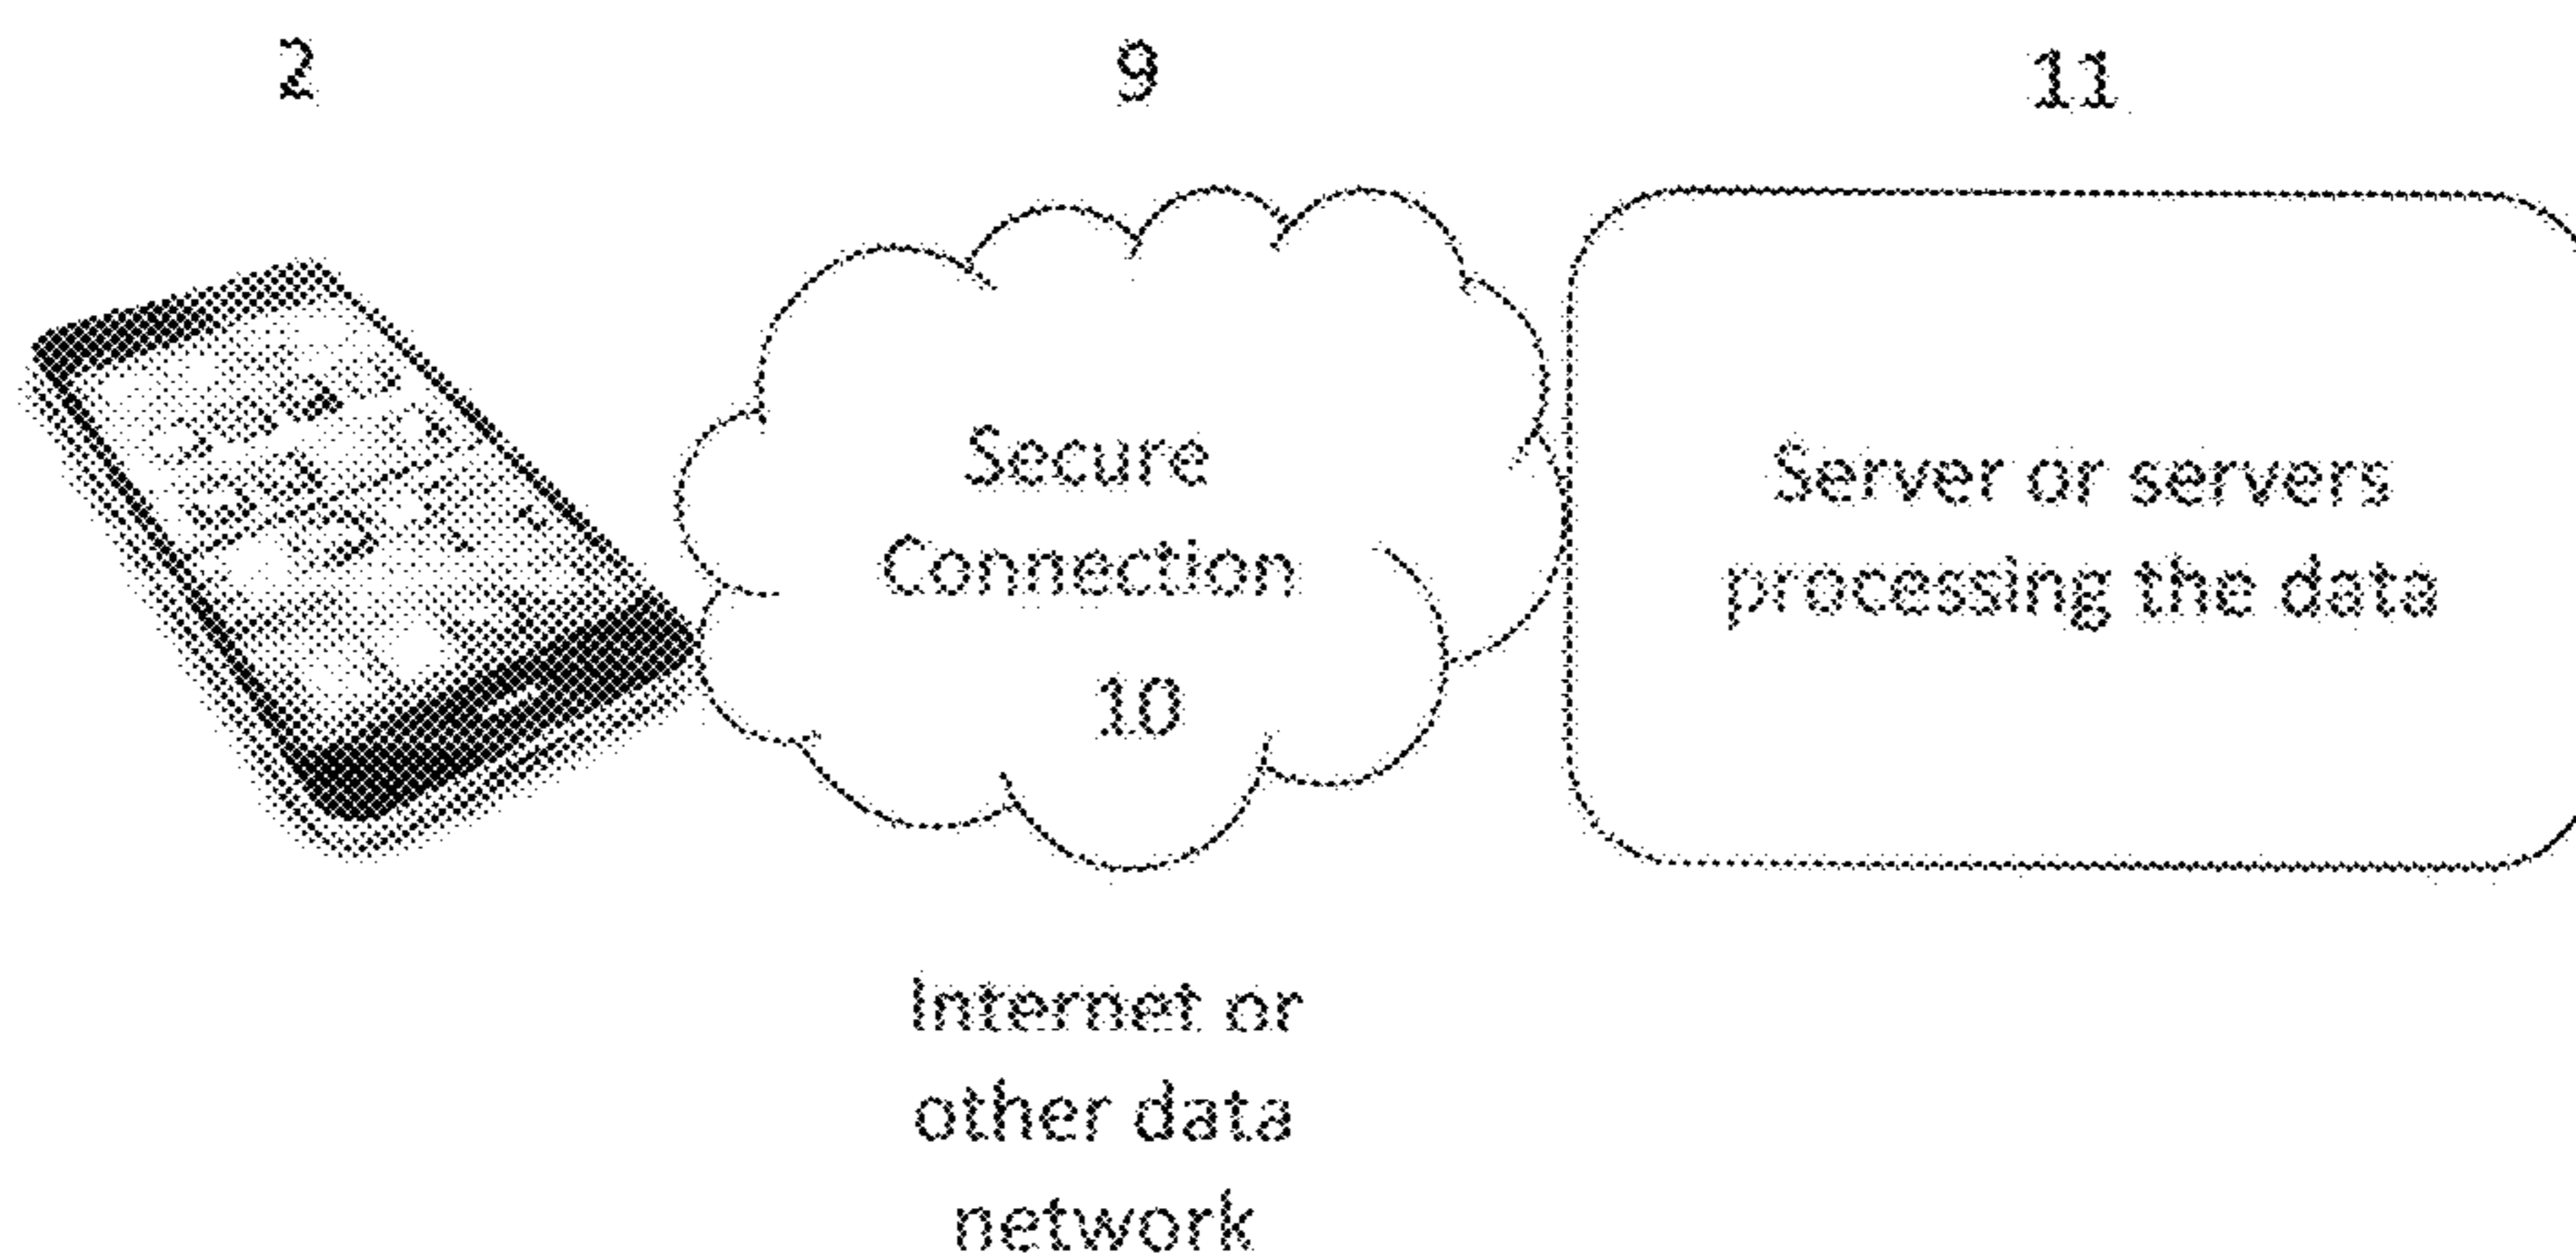 2 9 11
Secure
Connection
10
Server or servers
processing the data
Internet or
other data
network